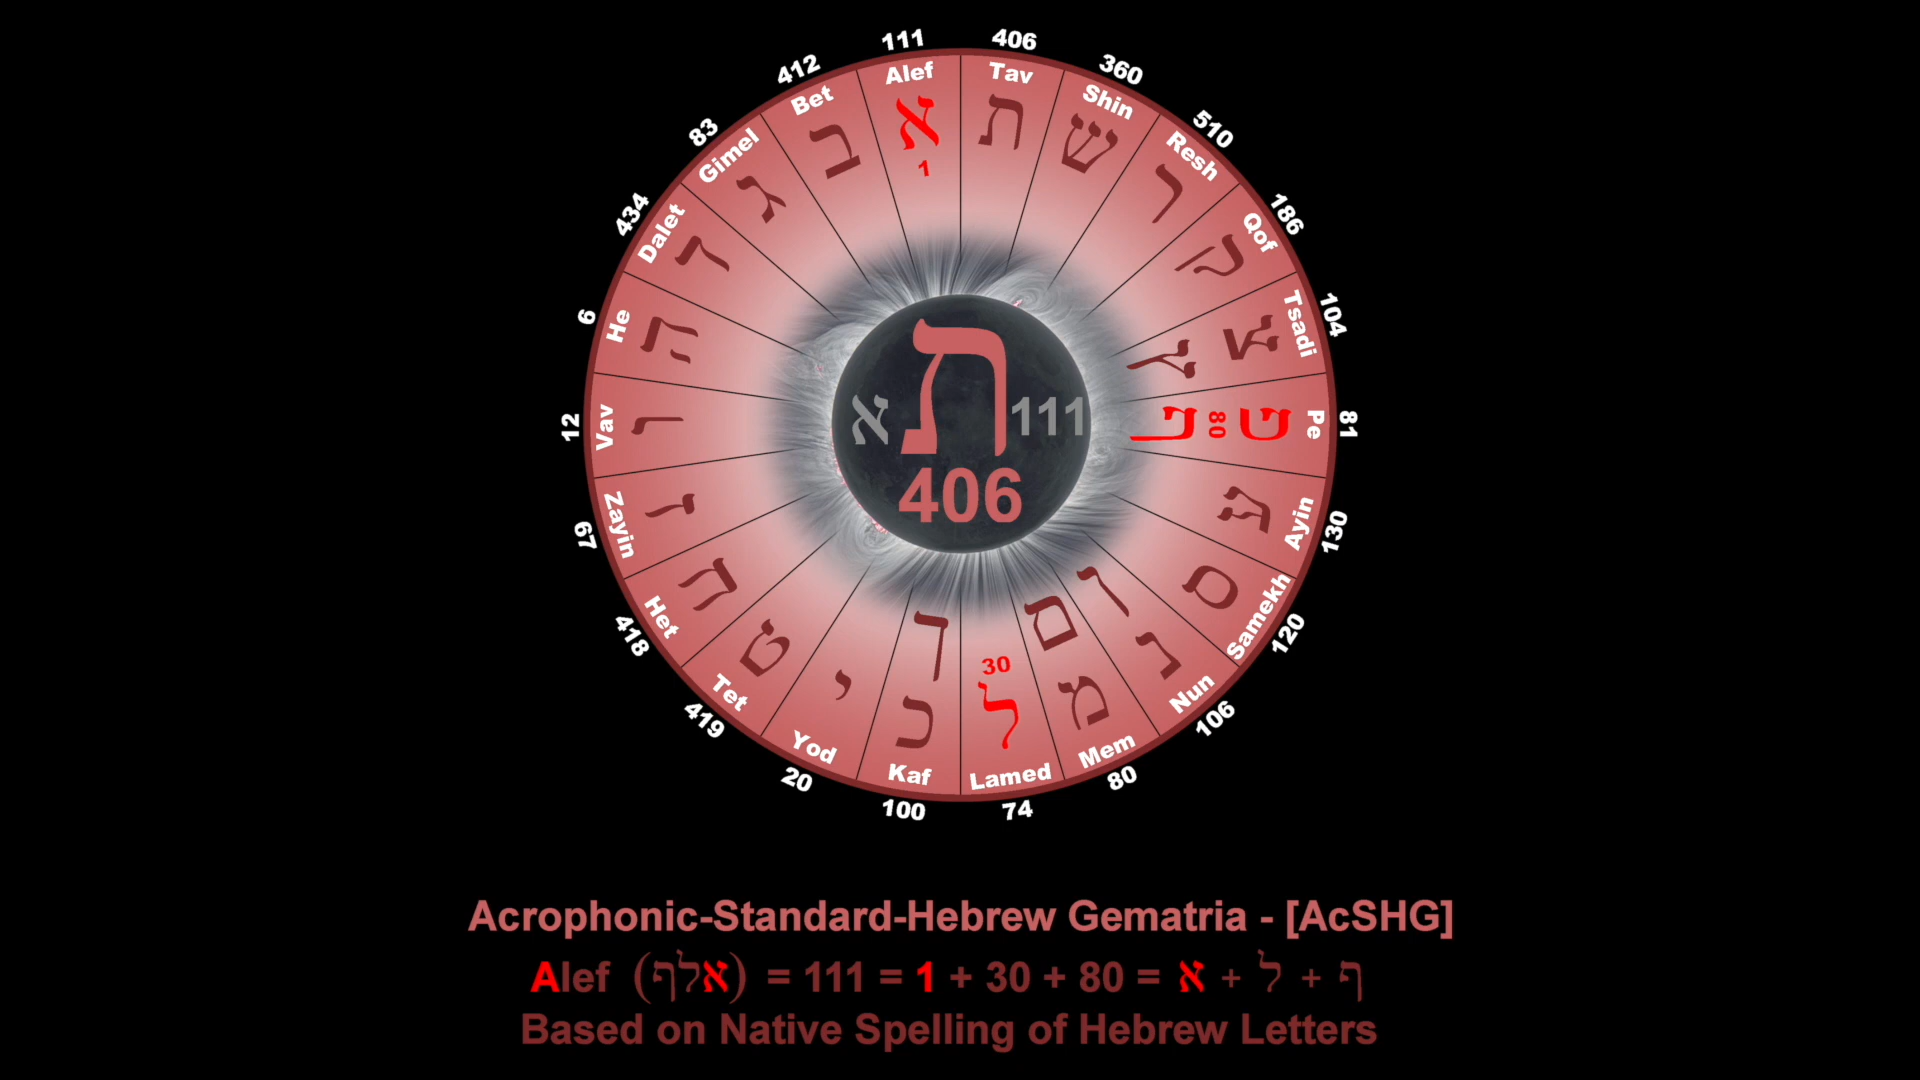 111
Alef
א
1
406
Tav
ת
360
Shin
ש
510
Resh
ר
186
Qof
ק
104
Tsadi
צ ץ
81
Pe
פ 80 ף
130
Ayin
ע
120
Samekh
ס
106
Nun
נ ן
80
Mem
מ ם
74
Lamed
ל
30
100
Kaf
כ ך
20
Yod
י
419
Tet
ט
418
Het
ח
67
Zayin
ז
12
Vav
ו
6
He
ה
434
Dalet
ד
83
Gimel
ג
412
Bet
ב
א ת 111
406
Acrophonic-Standard-Hebrew Gematria - [AcSHG]
Alef (אלף) = 111 = 1 + 30 + 80 = א + ל + ף
Based on Native Spelling of Hebrew Letters